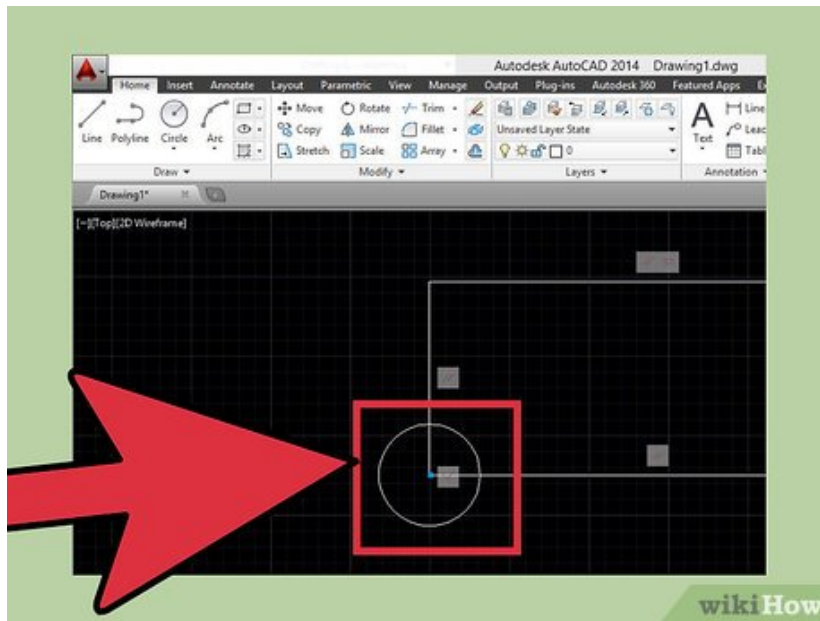 Autodesk AutoCAD 2014 Drawing1.dwg
Home Insert Annotate Layout Parametric View Manage Output Plug-ins Autodesk 360 Featured Apps
Line Polyline Circle Arc
Move Rotate Trim
Copy Mirror Fillet
Stretch Scale Array
Unsaved Layer State
0
Text
Line
Draw Modify Layers Annotation
Drawing1*
[−][Top][2D Wireframe]
wikiHow